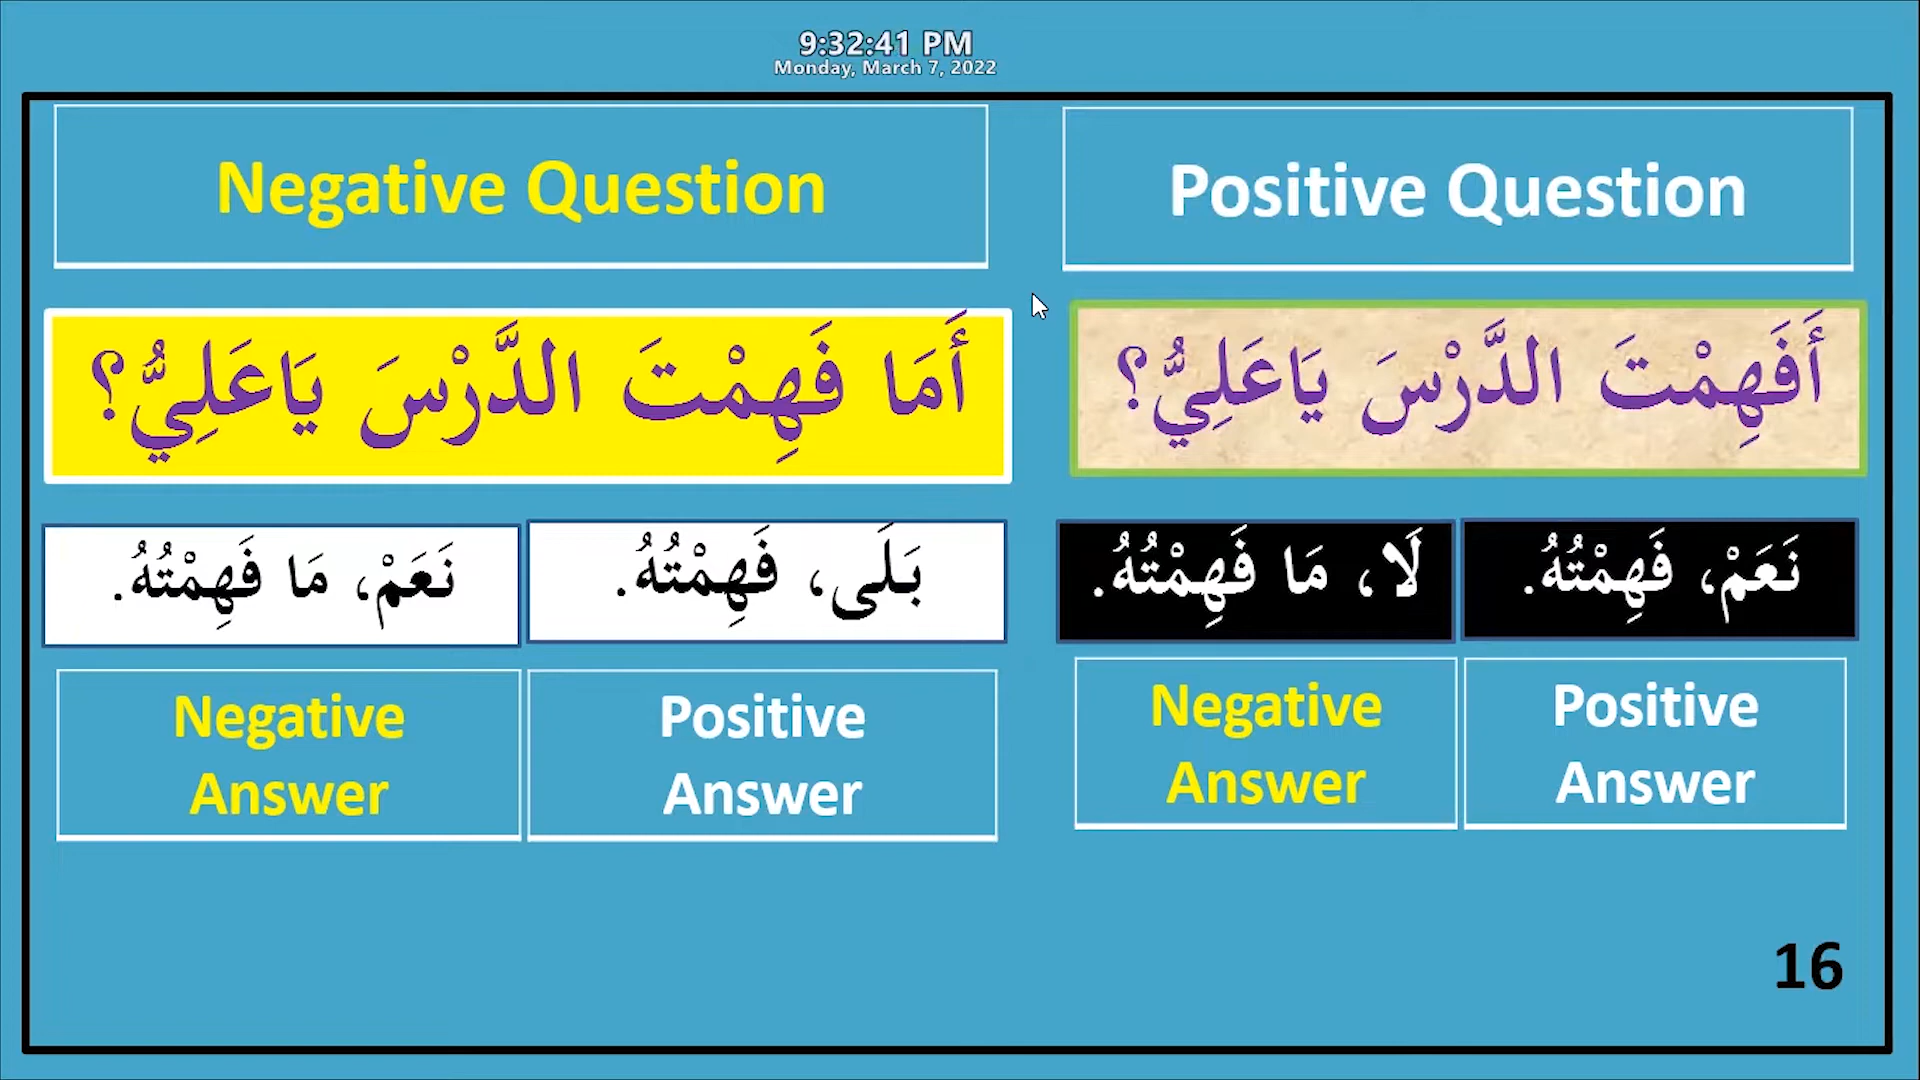 9:32:41 PM
Monday, March 7, 2022
Negative Question
Positive Question
أَمَا فَهِمْتَ الدَّرْسَ يَاعَلِيُّ؟
أَفَهِمْتَ الدَّرْسَ يَاعَلِيُّ؟
نَعَمْ، مَا فَهِمْتُهُ.
بَلَى، فَهِمْتُهُ.
لَا، مَا فَهِمْتُهُ.
نَعَمْ، فَهِمْتُهُ.
Negative
Answer
Positive
Answer
Negative
Answer
Positive
Answer
16